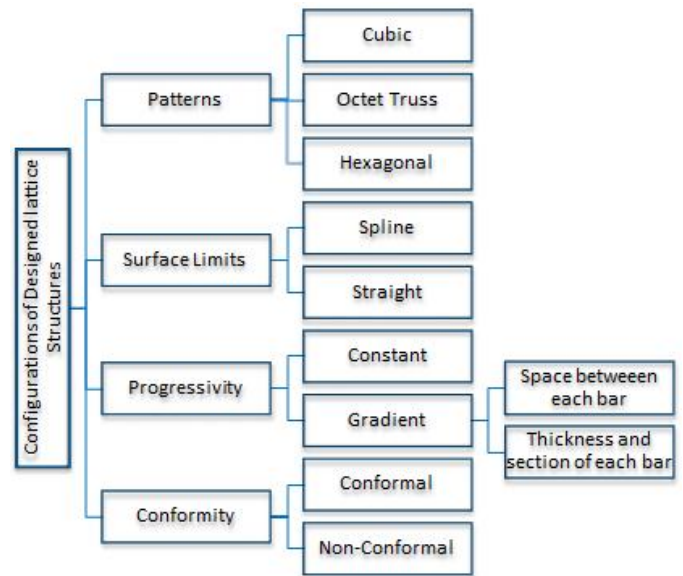 Configurations of Designed lattice
Structures
Patterns
Cubic
Octet Truss
Hexagonal
Surface Limits
Spline
Straight
Progressivity
Constant
Gradient
Space betweeen
each bar
Thickness and
section of each bar
Conformity
Conformal
Non-Conformal